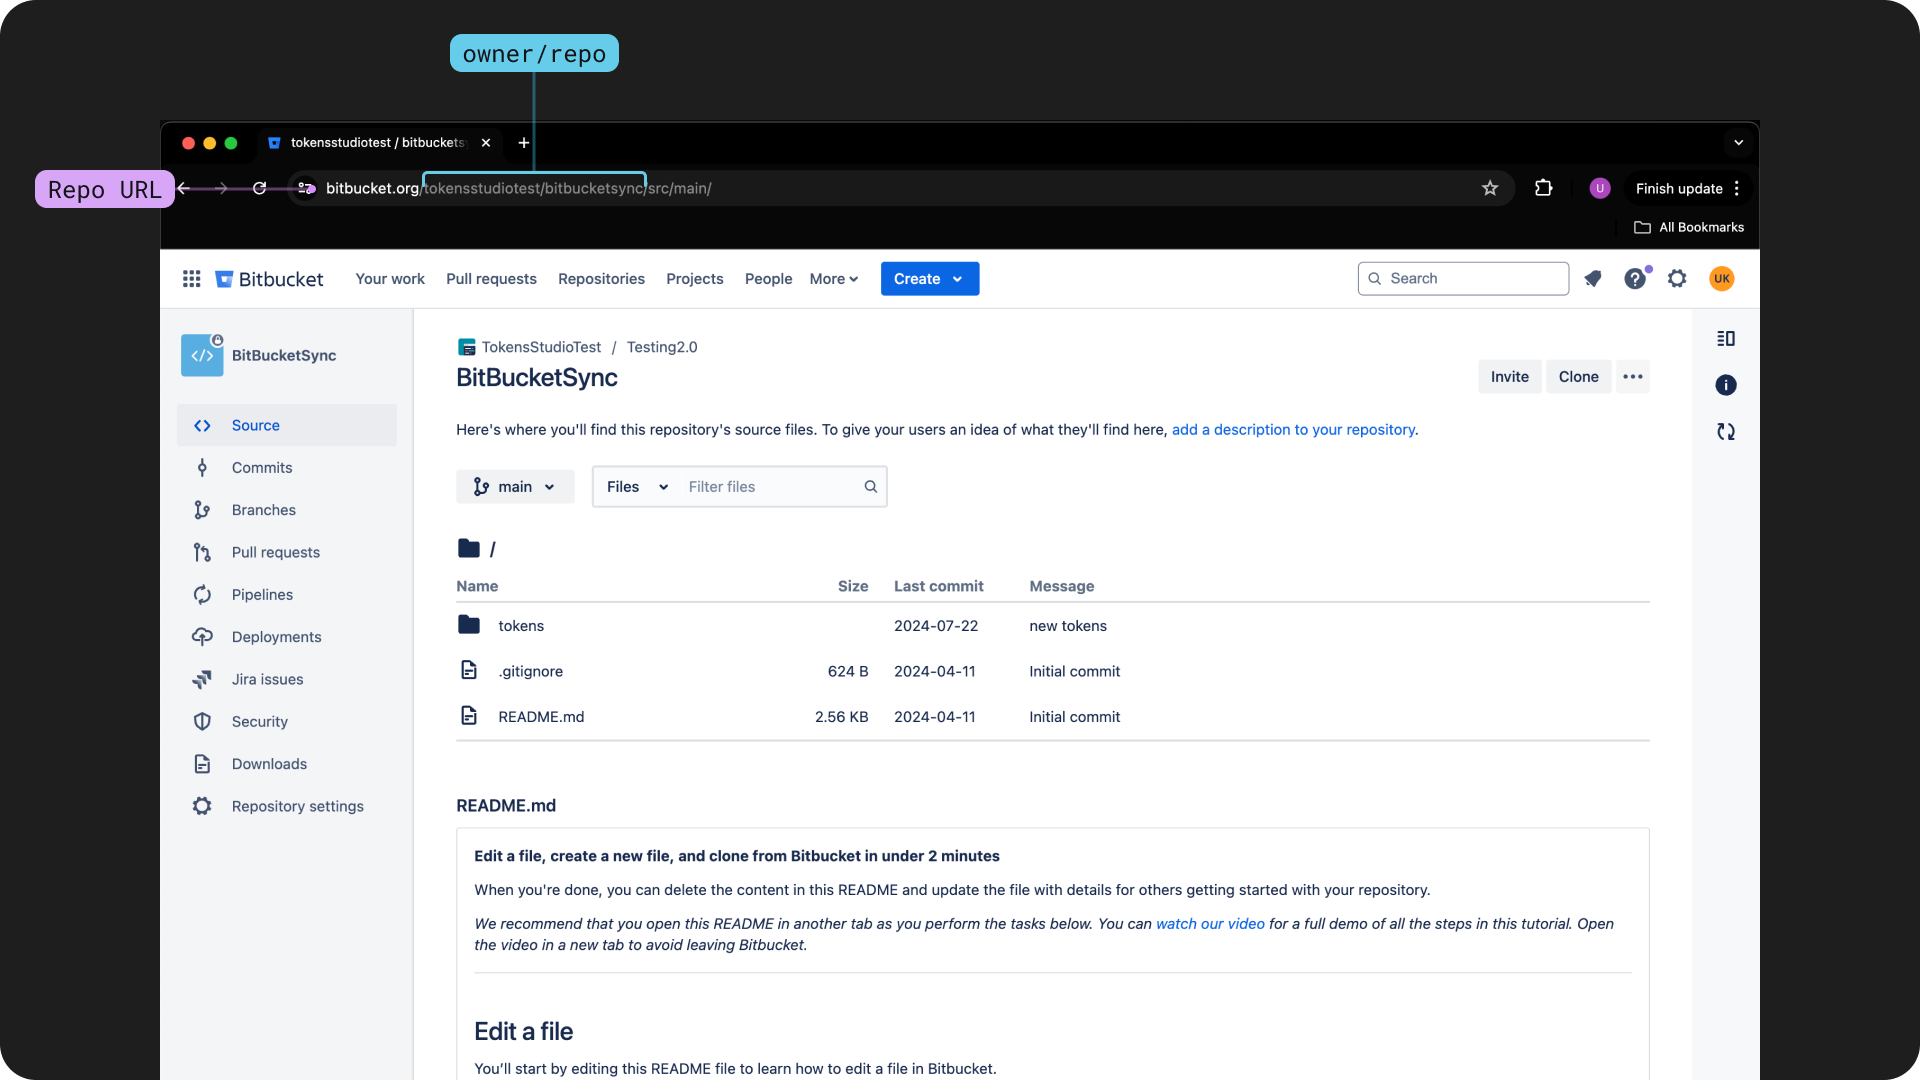 owner/repo
tokensstudiotest / bitbuckets
Repo URL
bitbucket.org/tokensstudiotest/bitbucketsync/src/main/
U
Finish update
All Bookmarks
Bitbucket
Your work
Pull requests
Repositories
Projects
People
More
Create
Search
UK
BitBucketSync
Source
Commits
Branches
Pull requests
Pipelines
Deployments
Jira issues
Security
Downloads
Repository settings
TokensStudioTest / Testing2.0
BitBucketSync
Invite
Clone
Here's where you'll find this repository's source files. To give your users an idea of what they'll find here, add a description to your repository.
main
Files
Filter files
/
Name Size Last commit Message
tokens 2024-07-22 new tokens
.gitignore 624 B 2024-04-11 Initial commit
README.md 2.56 KB 2024-04-11 Initial commit
README.md
Edit a file, create a new file, and clone from Bitbucket in under 2 minutes
When you're done, you can delete the content in this README and update the file with details for others getting started with your repository.
We recommend that you open this README in another tab as you perform the tasks below. You can watch our video for a full demo of all the steps in this tutorial. Open
the video in a new tab to avoid leaving Bitbucket.
Edit a file
You'll start by editing this README file to learn how to edit a file in Bitbucket.